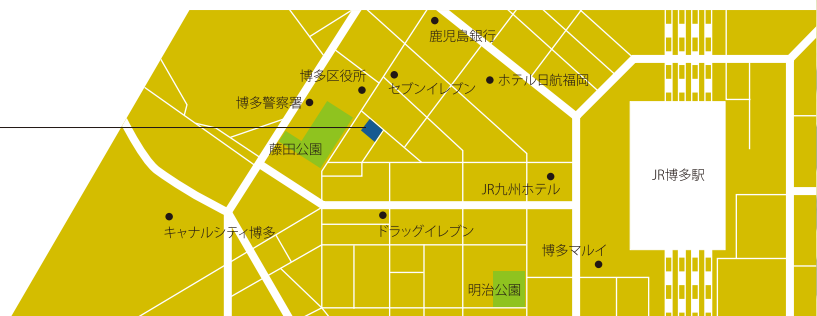 鹿児島銀行
博多区役所
セブンイレブン
ホテル日航福岡
博多警察署
藤田公園
JR博多駅
JR九州ホテル
キャナルシティ博多
ドラッグイレブン
博多マルイ
明治公園